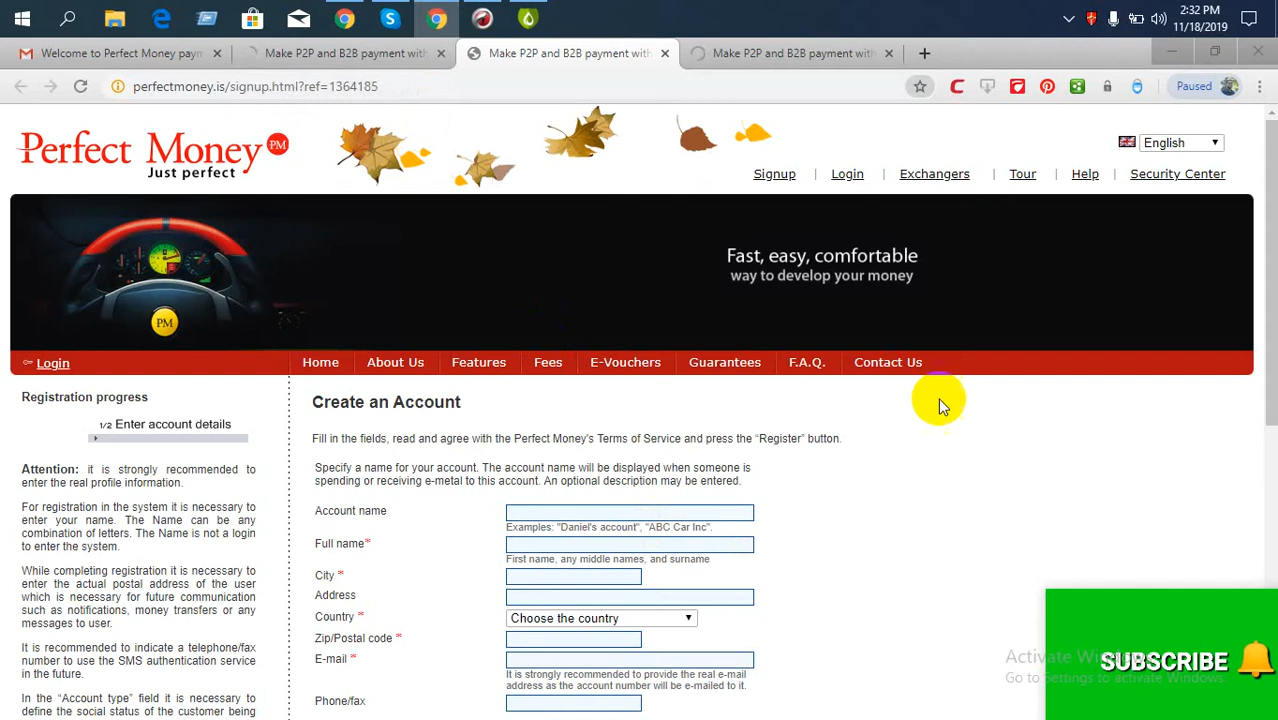 2:32 PM
11/18/2019
Welcome to Perfect Money paym
Make P2P and B2B payment with
Make P2P and B2B payment with
Make P2P and B2B payment with
perfectmoney.is/signup.html?ref=1364185
Paused
Perfect Money PM
Just perfect
English
Signup | Login | Exchangers | Tour | Help | Security Center
Fast, easy, comfortable
way to develop your money
PM
Login
Home About Us Features Fees E-Vouchers Guarantees F.A.Q. Contact Us
Registration progress
1/2 Enter account details
Attention: it is strongly recommended to
enter the real profile information.
For registration in the system it is necessary to
enter your name. The Name can be any
combination of letters. The Name is not a login
to enter the system.
While completing registration it is necessary to
enter the actual postal address of the user
which is necessary for future communication
such as notifications, money transfers or any
messages to user.
It is recommended to indicate a telephone/fax
number to use the SMS authentication service
in the future.
In the “Account type” field it is necessary to
define the social status of the customer being
Create an Account
Fill in the fields, read and agree with the Perfect Money's Terms of Service and press the “Register” button.
Specify a name for your account. The account name will be displayed when someone is
spending or receiving e-metal to this account. An optional description may be entered.
Account name
Examples: "Daniel's account", "ABC Car Inc".
Full name*
First name, any middle names, and surname
City *
Address
Country * Choose the country
Zip/Postal code *
E-mail *
It is strongly recommended to provide the real e-mail
address as the account number will be e-mailed to it.
Phone/fax
Activate Windows
Go to Settings to activate Windows.
SUBSCRIBE